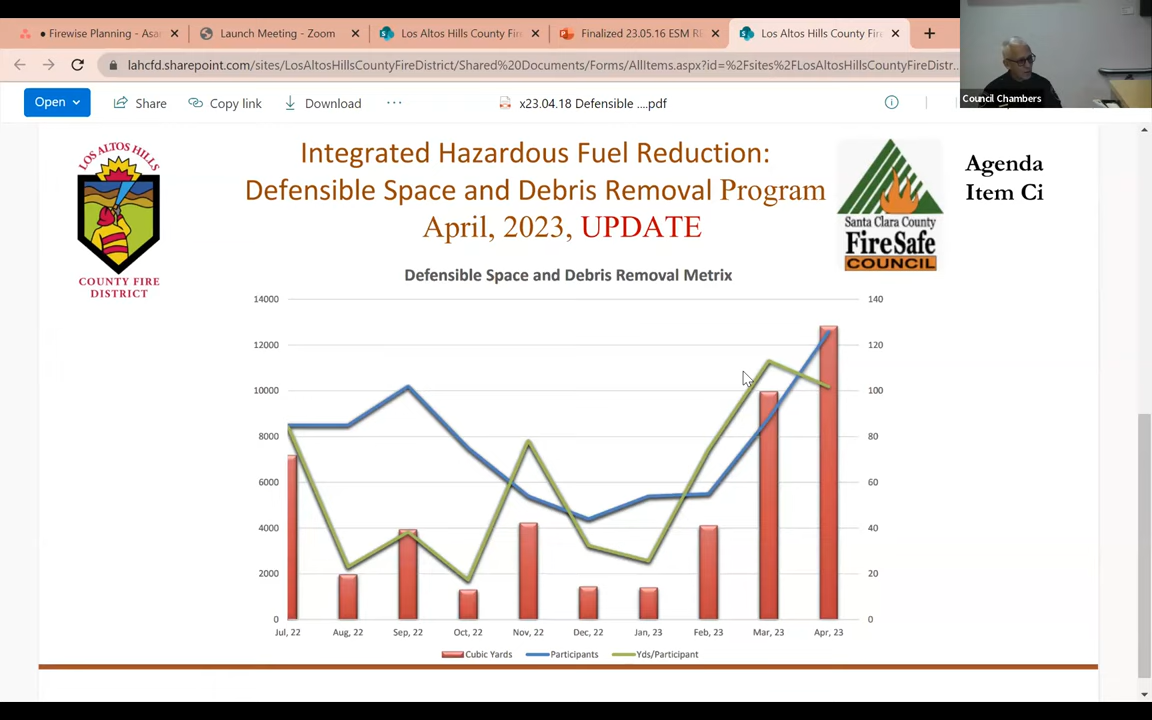 Firewise Planning - Asa
Launch Meeting - Zoom
Los Altos Hills County Fir
Finalized 23.05.16 ESM R
Los Altos Hills County Fire
lahcfd.sharepoint.com/sites/LosAltosHillsCountyFireDistrict/Shared%20Documents/Forms/AllItems.aspx?id=%2Fsites%2FLosAltosHillsCountyFireDistr...
Council Chambers
Open
Share
Copy link
Download
...
x23.04.18 Defensible ....pdf
LOS ALTOS HILLS
COUNTY FIRE
DISTRICT
Integrated Hazardous Fuel Reduction:
Defensible Space and Debris Removal Program
April, 2023, UPDATE
Santa Clara County
FireSafe
COUNCIL
Agenda
Item Ci
Defensible Space and Debris Removal Metrix
14000
12000
10000
8000
6000
4000
2000
0
140
120
100
80
60
40
20
0
Jul, 22 Aug, 22 Sep, 22 Oct, 22 Nov, 22 Dec, 22 Jan, 23 Feb, 23 Mar, 23 Apr, 23
Cubic Yards Participants Yds/Participant